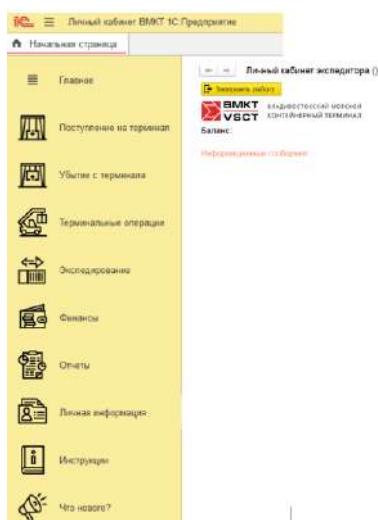 Личный кабинет ВМКТ 1С:Предприятие
Начальная страница
Главное
Поступление на терминал
Убытие с терминала
Терминальные операции
Экспедирование
Финансы
Отчеты
Личная информация
Инструкции
Что нового?
Личный кабинет экспедитора ()
Завершить работу
ВМКТ ВЛАДИВОСТОКСКИЙ МОРСКОЙ
VSCT КОНТЕЙНЕРНЫЙ ТЕРМИНАЛ
Баланс:
Информационные сообщения